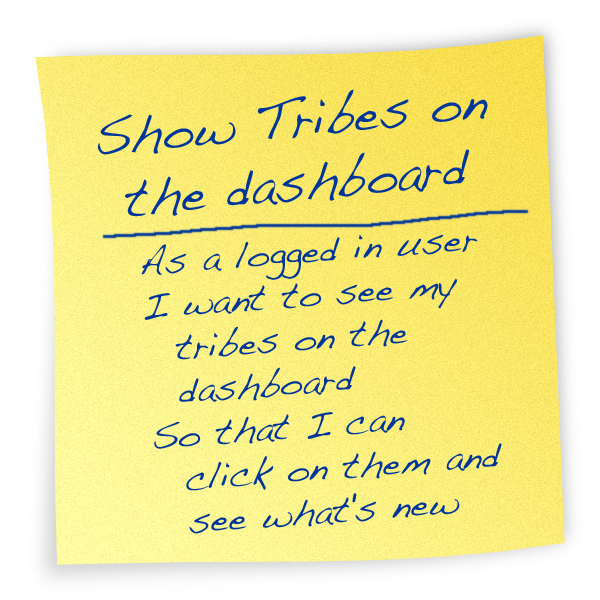 Show Tribes on
the dashboard
As a logged in user
I want to see my
tribes on the
dashboard
So that I can
click on them and
see what's new